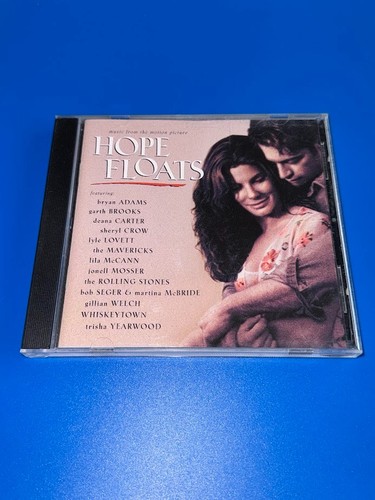 music from the motion picture
HOPE
FLOATS
featuring:
bryan ADAMS
garth BROOKS
deana CARTER
sheryl CROW
lyle LOVETT
the MAVERICKS
lila McCANN
jonell MOSSER
the ROLLING STONES
bob SEGER & martina McBRIDE
gillian WELCH
WHISKEYTOWN
trisha YEARWOOD